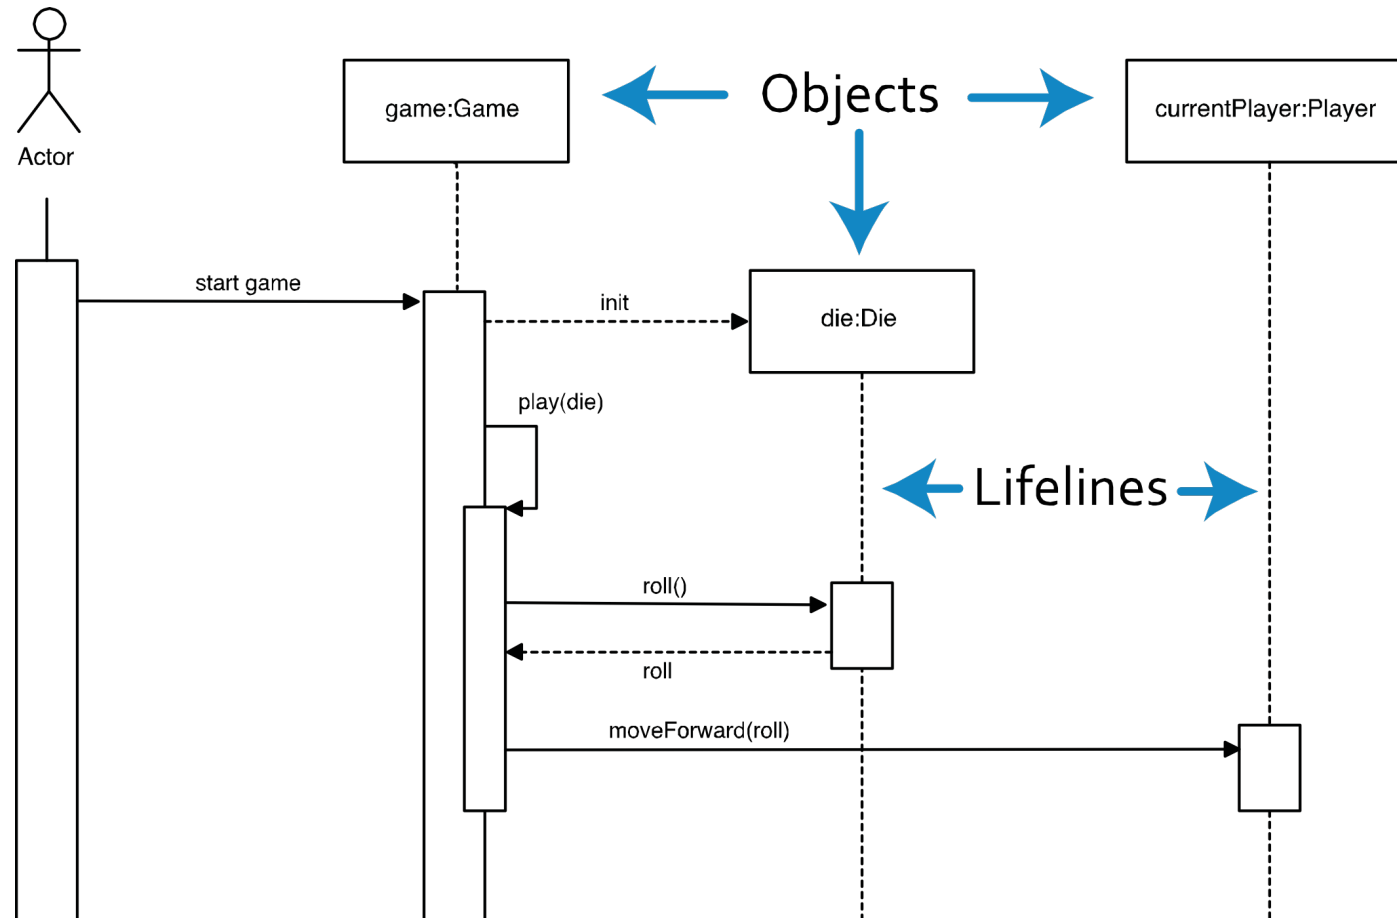 Actor
game:Game
Objects
currentPlayer:Player
start game
init
die:Die
play(die)
Lifelines
roll()
roll
moveForward(roll)